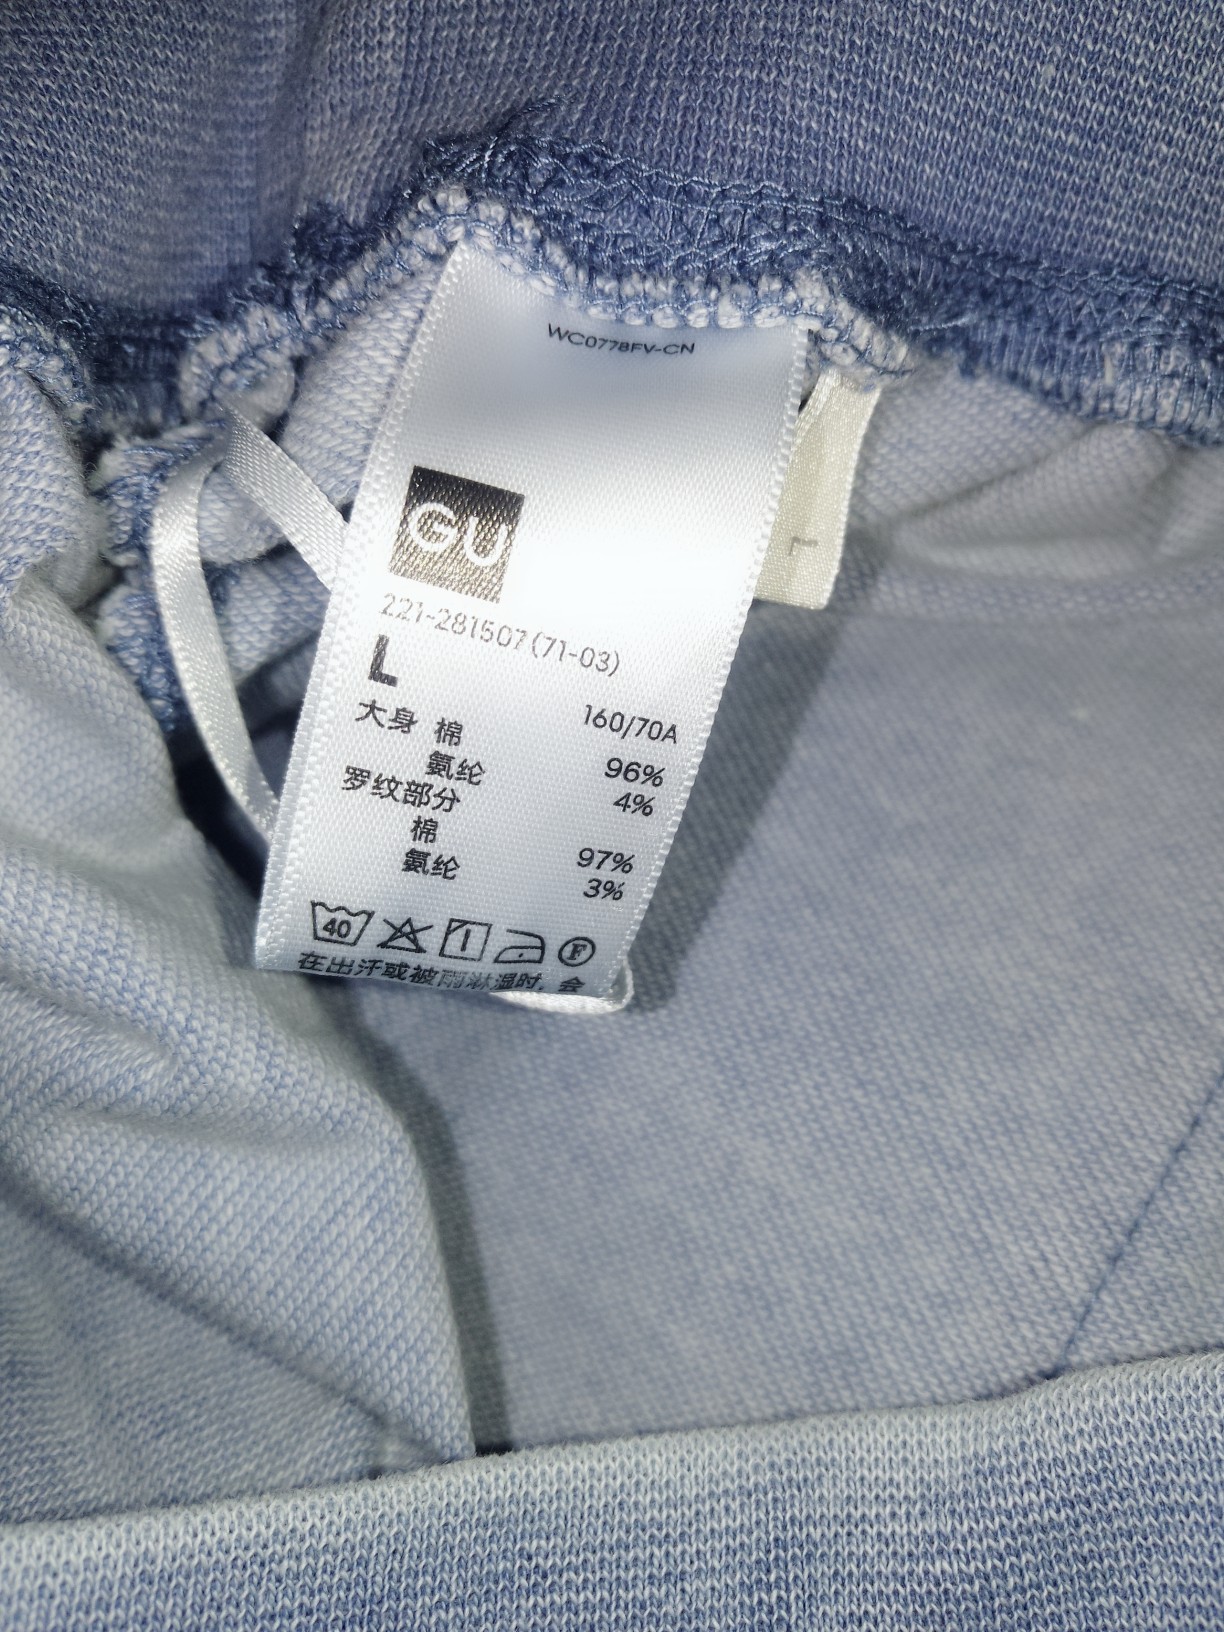 WC0778FV-CN
GU
221-281507(71-03)
L
L
160/70A
大身 棉 96%
氨纶 4%
罗纹部分
棉 97%
氨纶 3%
40
F
在出汗或被雨淋湿时，会